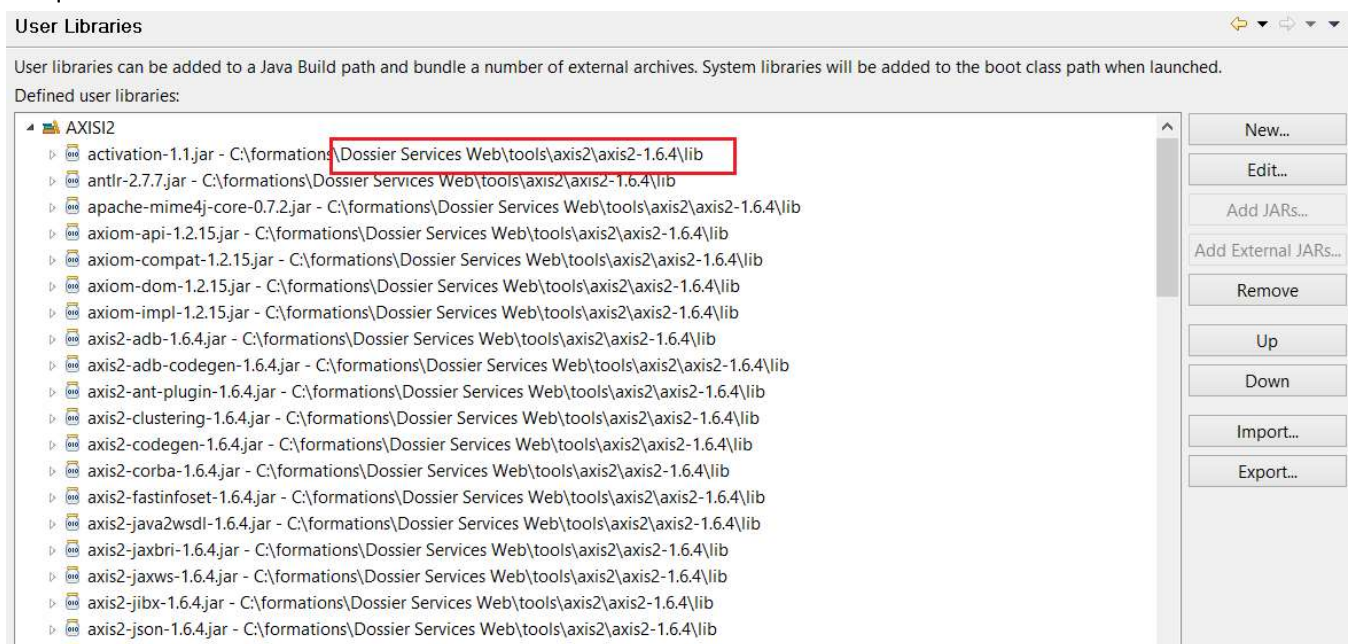 User Libraries
User libraries can be added to a Java Build path and bundle a number of external archives. System libraries will be added to the boot class path when launched.
Defined user libraries:
AXISI2
activation-1.1.jar - C:\formations\Dossier Services Web\tools\axis2\axis2-1.6.4\lib
antlr-2.7.7.jar - C:\formations\Dossier Services Web\tools\axis2\axis2-1.6.4\lib
apache-mime4j-core-0.7.2.jar - C:\formations\Dossier Services Web\tools\axis2\axis2-1.6.4\lib
axiom-api-1.2.15.jar - C:\formations\Dossier Services Web\tools\axis2\axis2-1.6.4\lib
axiom-compat-1.2.15.jar - C:\formations\Dossier Services Web\tools\axis2\axis2-1.6.4\lib
axiom-dom-1.2.15.jar - C:\formations\Dossier Services Web\tools\axis2\axis2-1.6.4\lib
axiom-impl-1.2.15.jar - C:\formations\Dossier Services Web\tools\axis2\axis2-1.6.4\lib
axis2-adb-1.6.4.jar - C:\formations\Dossier Services Web\tools\axis2\axis2-1.6.4\lib
axis2-adb-codegen-1.6.4.jar - C:\formations\Dossier Services Web\tools\axis2\axis2-1.6.4\lib
axis2-ant-plugin-1.6.4.jar - C:\formations\Dossier Services Web\tools\axis2\axis2-1.6.4\lib
axis2-clustering-1.6.4.jar - C:\formations\Dossier Services Web\tools\axis2\axis2-1.6.4\lib
axis2-codegen-1.6.4.jar - C:\formations\Dossier Services Web\tools\axis2\axis2-1.6.4\lib
axis2-corba-1.6.4.jar - C:\formations\Dossier Services Web\tools\axis2\axis2-1.6.4\lib
axis2-fastinfoset-1.6.4.jar - C:\formations\Dossier Services Web\tools\axis2\axis2-1.6.4\lib
axis2-java2wsdl-1.6.4.jar - C:\formations\Dossier Services Web\tools\axis2\axis2-1.6.4\lib
axis2-jaxbri-1.6.4.jar - C:\formations\Dossier Services Web\tools\axis2\axis2-1.6.4\lib
axis2-jaxws-1.6.4.jar - C:\formations\Dossier Services Web\tools\axis2\axis2-1.6.4\lib
axis2-jibx-1.6.4.jar - C:\formations\Dossier Services Web\tools\axis2\axis2-1.6.4\lib
axis2-json-1.6.4.jar - C:\formations\Dossier Services Web\tools\axis2\axis2-1.6.4\lib
New...
Edit...
Add JARs...
Add External JARs...
Remove
Up
Down
Import...
Export...